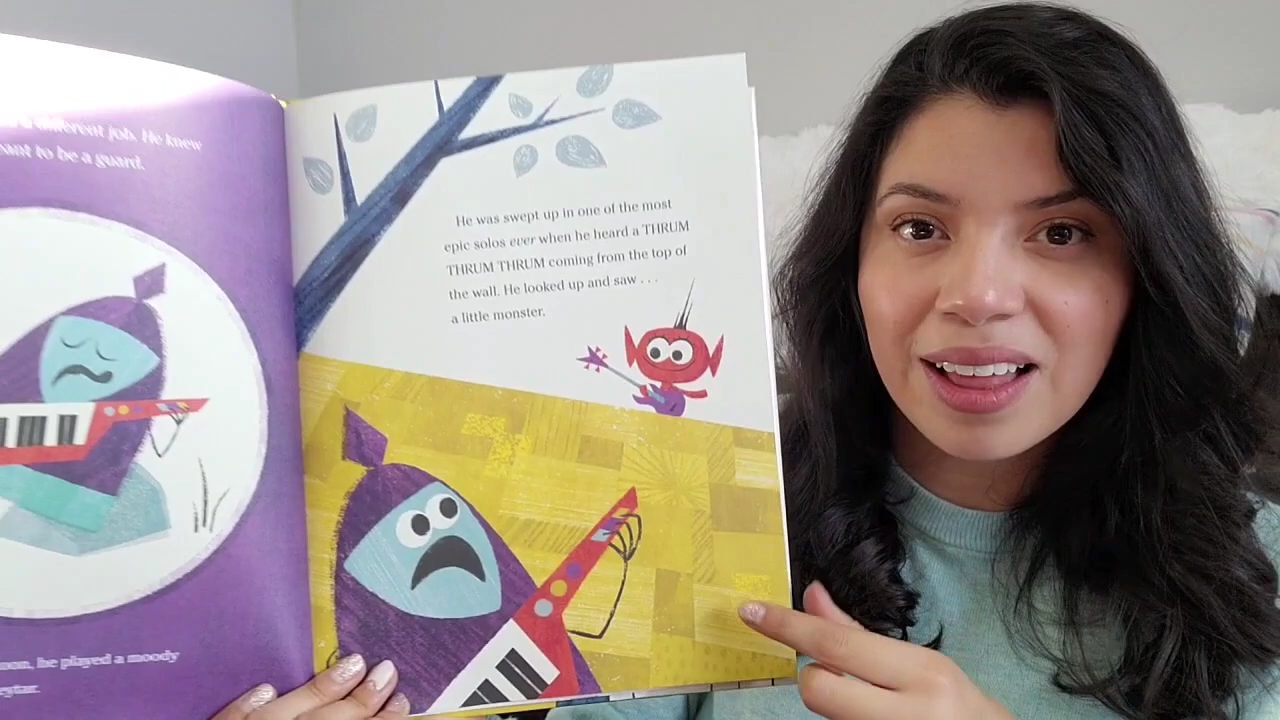 different job. He knew
meant to be a guard.
he played a moody
He was swept up in one of the most
epic solos ever when he heard a THRUM
THRUM THRUM coming from the top of
the wall. He looked up and saw . . .
a little monster.